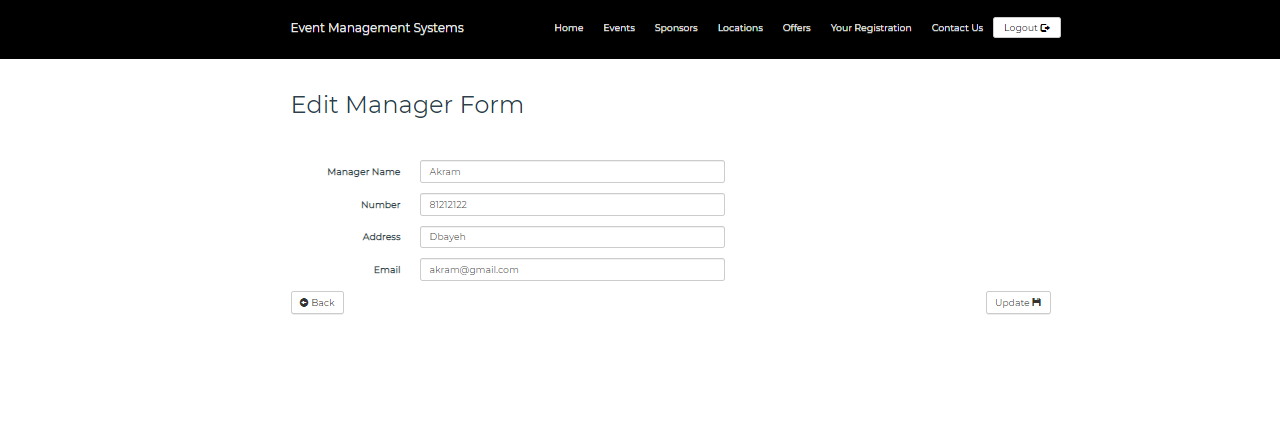 Event Management Systems Home Events Sponsors Locations Offers Your Registration Contact Us Logout
Edit Manager Form
Manager Name Akram
Number 81212122
Address Dbayeh
Email akram@gmail.com
Back Update